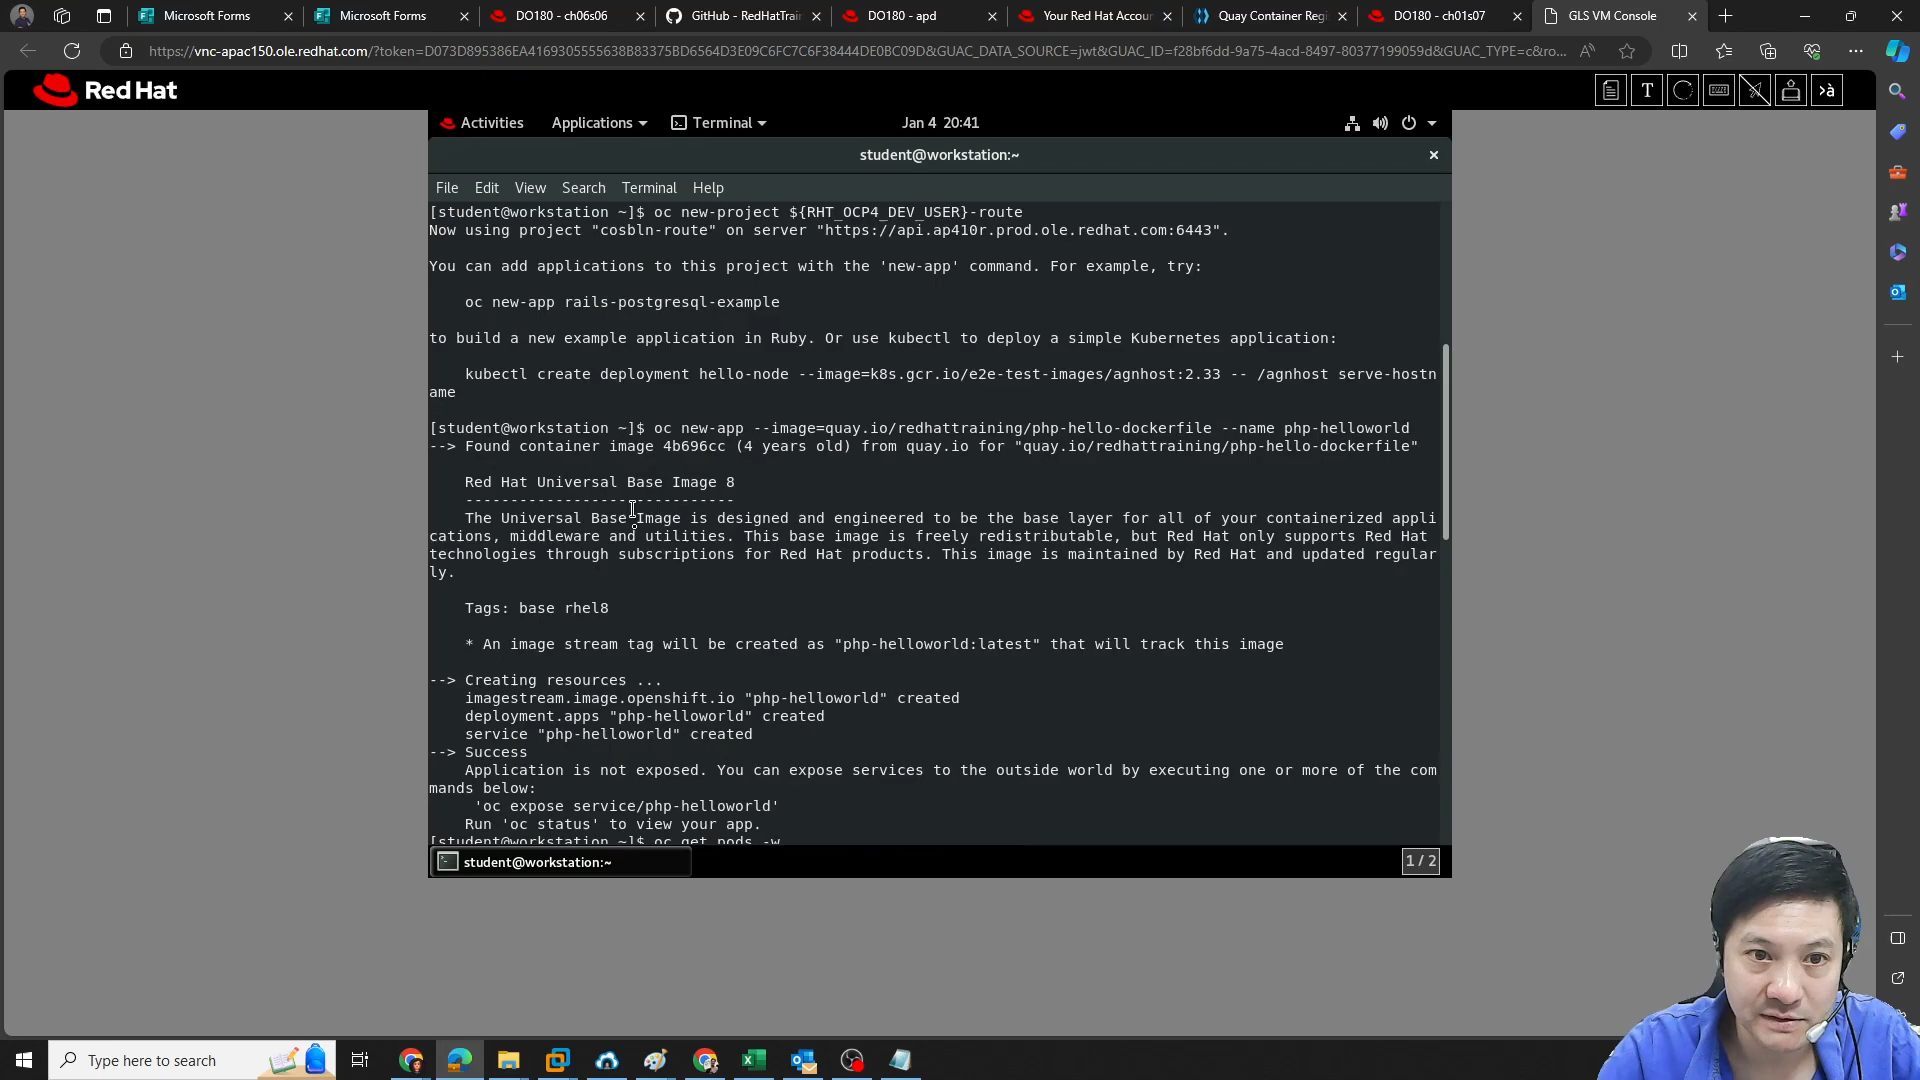 Microsoft Forms
Microsoft Forms
DO180 - ch06s06
GitHub - RedHatTrai
DO180 - apd
Your Red Hat Accou
Quay Container Regi
DO180 - ch01s07
GLS VM Console
https://vnc-apac150.ole.redhat.com/?token=D073D895386EA4169305555638B83375BD6564D3E09C6FC7C6F38444DE0BC09D&GUAC_DATA_SOURCE=jwt&GUAC_ID=f28bf6dd-9a75-4acd-8497-80377199059d&GUAC_TYPE=c&ro...
Red Hat
Activities Applications Terminal Jan 4 20:41
student@workstation:~
File Edit View Search Terminal Help
[student@workstation ~]$ oc new-project ${RHT_OCP4_DEV_USER}-route
Now using project "cosbln-route" on server "https://api.ap410r.prod.ole.redhat.com:6443".
You can add applications to this project with the 'new-app' command. For example, try:
oc new-app rails-postgresql-example
to build a new example application in Ruby. Or use kubectl to deploy a simple Kubernetes application:
kubectl create deployment hello-node --image=k8s.gcr.io/e2e-test-images/agnhost:2.33 -- /agnhost serve-hostn
ame
[student@workstation ~]$ oc new-app --image=quay.io/redhattraining/php-hello-dockerfile --name php-helloworld
--> Found container image 4b696cc (4 years old) from quay.io for "quay.io/redhattraining/php-hello-dockerfile"
Red Hat Universal Base Image 8
------------------------------
The Universal Base Image is designed and engineered to be the base layer for all of your containerized appli
cations, middleware and utilities. This base image is freely redistributable, but Red Hat only supports Red Hat
technologies through subscriptions for Red Hat products. This image is maintained by Red Hat and updated regular
ly.
Tags: base rhel8
* An image stream tag will be created as "php-helloworld:latest" that will track this image
--> Creating resources ...
imagestream.image.openshift.io "php-helloworld" created
deployment.apps "php-helloworld" created
service "php-helloworld" created
--> Success
Application is not exposed. You can expose services to the outside world by executing one or more of the com
mands below:
'oc expose service/php-helloworld'
Run 'oc status' to view your app.
[student@workstation ~]$ oc get pods -w
student@workstation:~
1 / 2
Type here to search